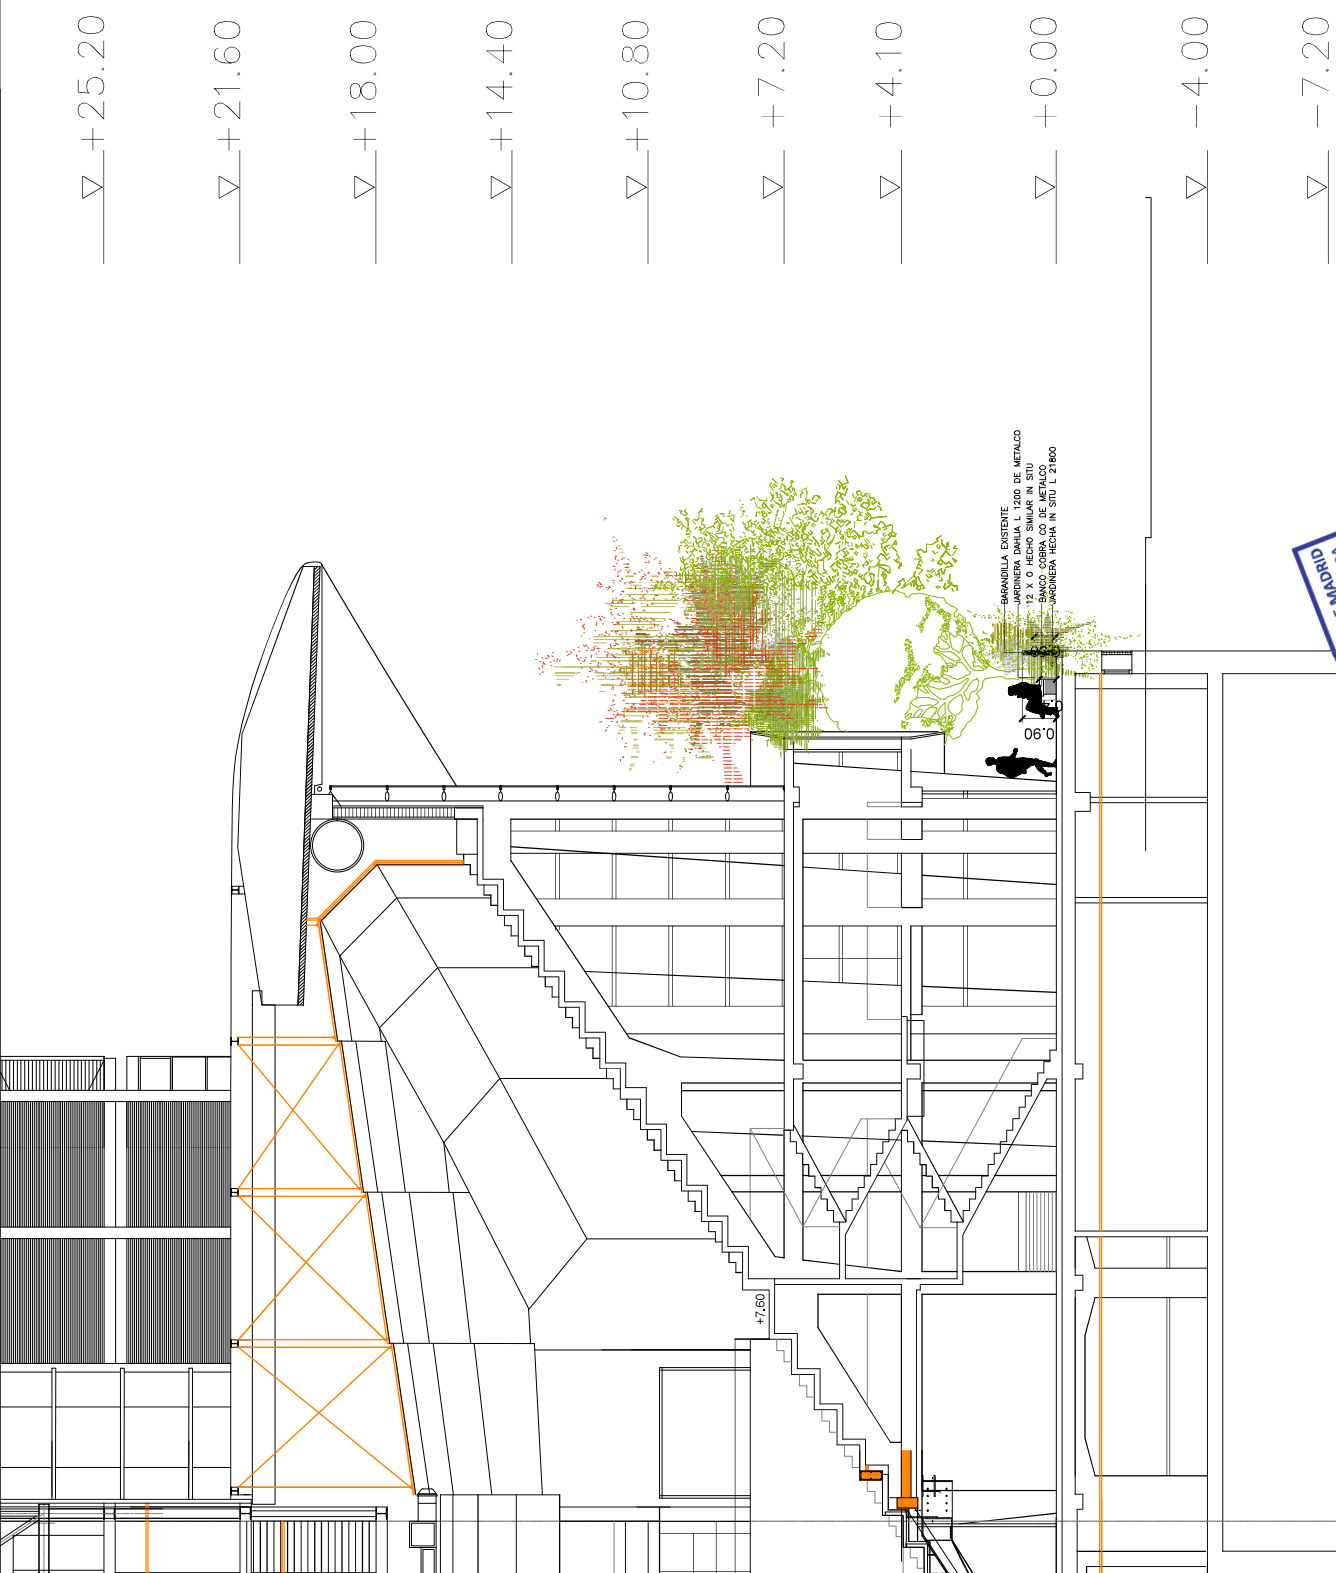 +25.20
+21.60
+18.00
+14.40
+10.80
+7.20
+4.10
+0.00
-4.00
-7.20
BARANDILLA EXISTENTE
JARDINERA DAHLIA L 1200 DE METALCO
12 X O HECHO SIMILAR IN SITU
BANCO COBRA CO DE METALCO
JARDINERA HECHA IN SITU L 21800
0.90
+7.60
MADRID